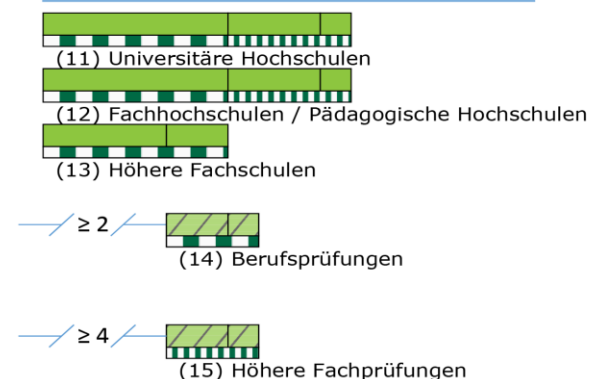 (11) Universitäre Hochschulen
(12) Fachhochschulen / Pädagogische Hochschulen
(13) Höhere Fachschulen
≥ 2
(14) Berufsprüfungen
≥ 4
(15) Höhere Fachprüfungen